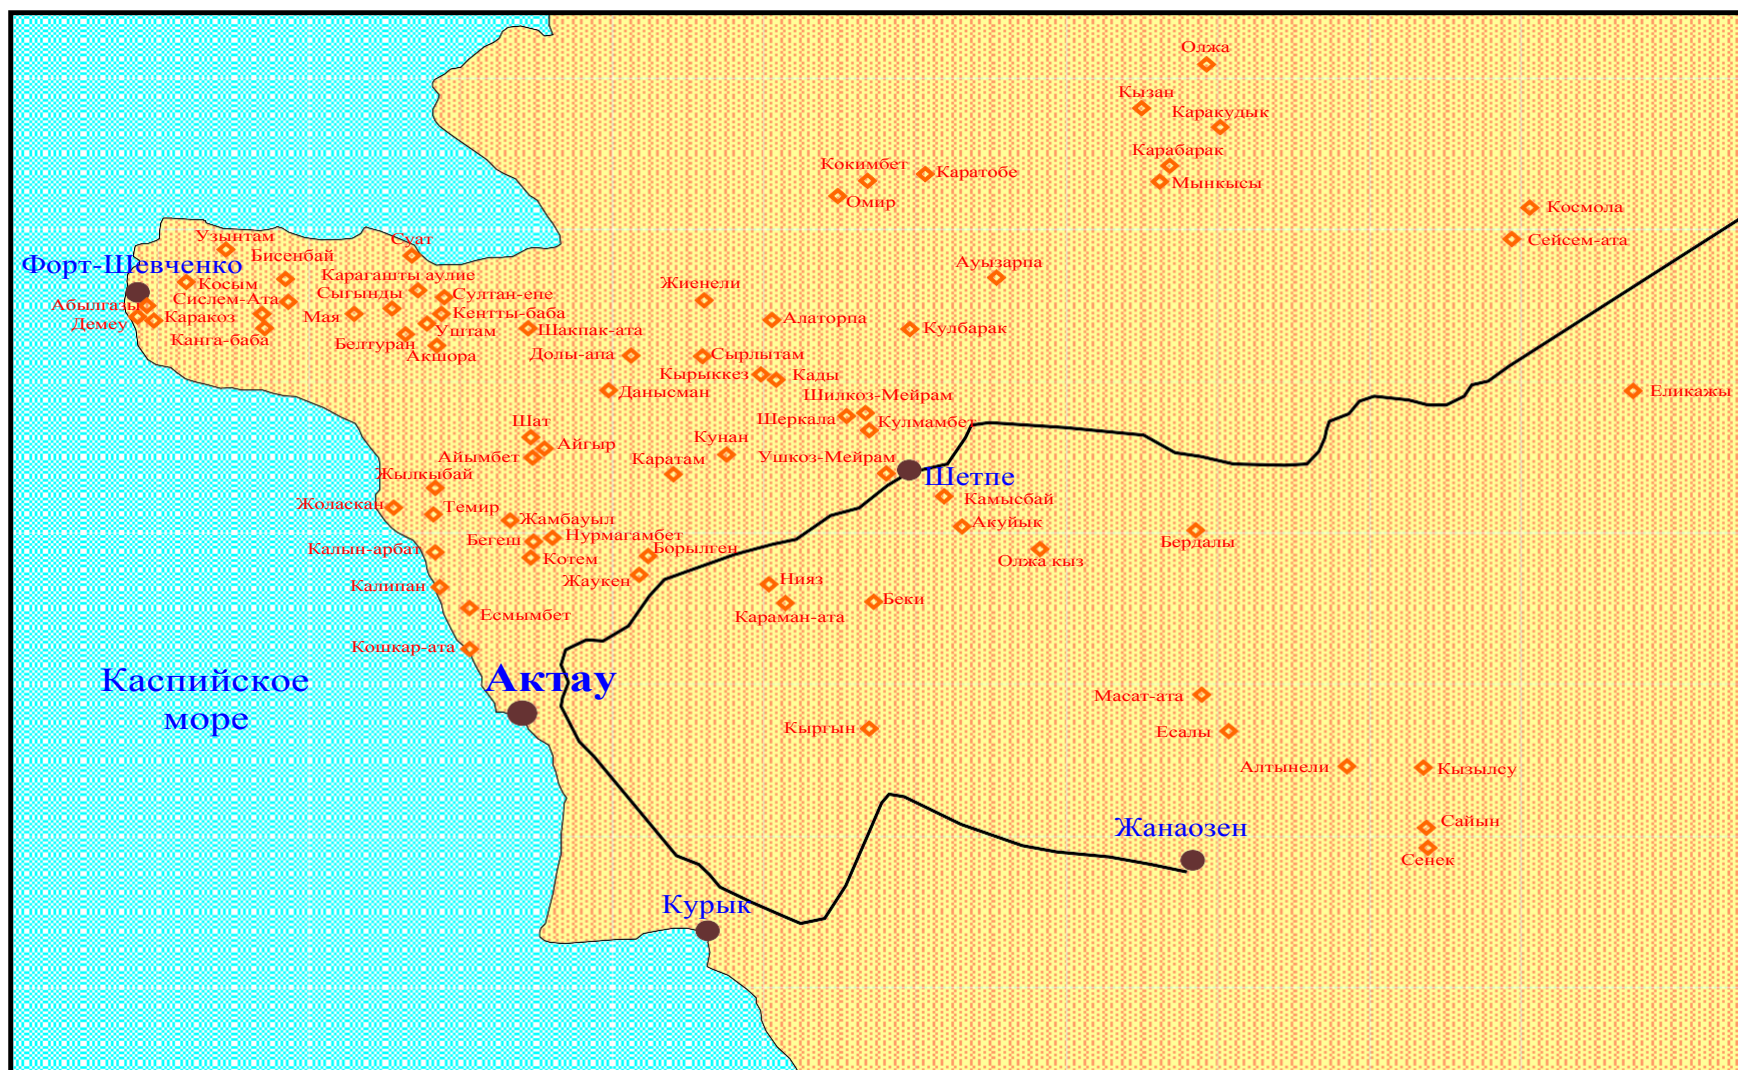 Олжа
Кызан
Каракудык
Карабарак
Мынкысы
Кокимбет
Каратобе
Омир
Космола
Сейсем-ата
Узынтам
Суат
Бисенбай
Форт-Шевченко
Карагашты аулие
Косым
Ауызарпа
Жиенели
Сыгынды
Султан-епе
Сислем-Ата
Абылгазы
Каракоз
Мая
Кентты-баба
Демеу
Алаторпа
Уштам
Шакпак-ата
Кулбарак
Канга-баба
Белтуран
Акшора
Долы-апа
Сырлытам
Кырыккез
Кады
Данысман
Еликажы
Шилкоз-Мейрам
Шеркала
Кулмамбет
Шат
Айгыр
Кунан
Айымбет
Каратам
Ушкоз-Мейрам
Шетпе
Жылкыбай
Жоласкан
Темир
Камысбай
Жамбауыл
Акуйык
Бегеш
Нурмагамбет
Бердалы
Калын-арбат
Котем
Борылген
Олжа кыз
Жаукен
Калипан
Нияз
Беки
Есмымбет
Караман-ата
Кошкар-ата
Каспийское
море
Актау
Масат-ата
Кыргын
Есалы
Алтынели
Кызылсу
Жанаозен
Сайын
Сенек
Курык